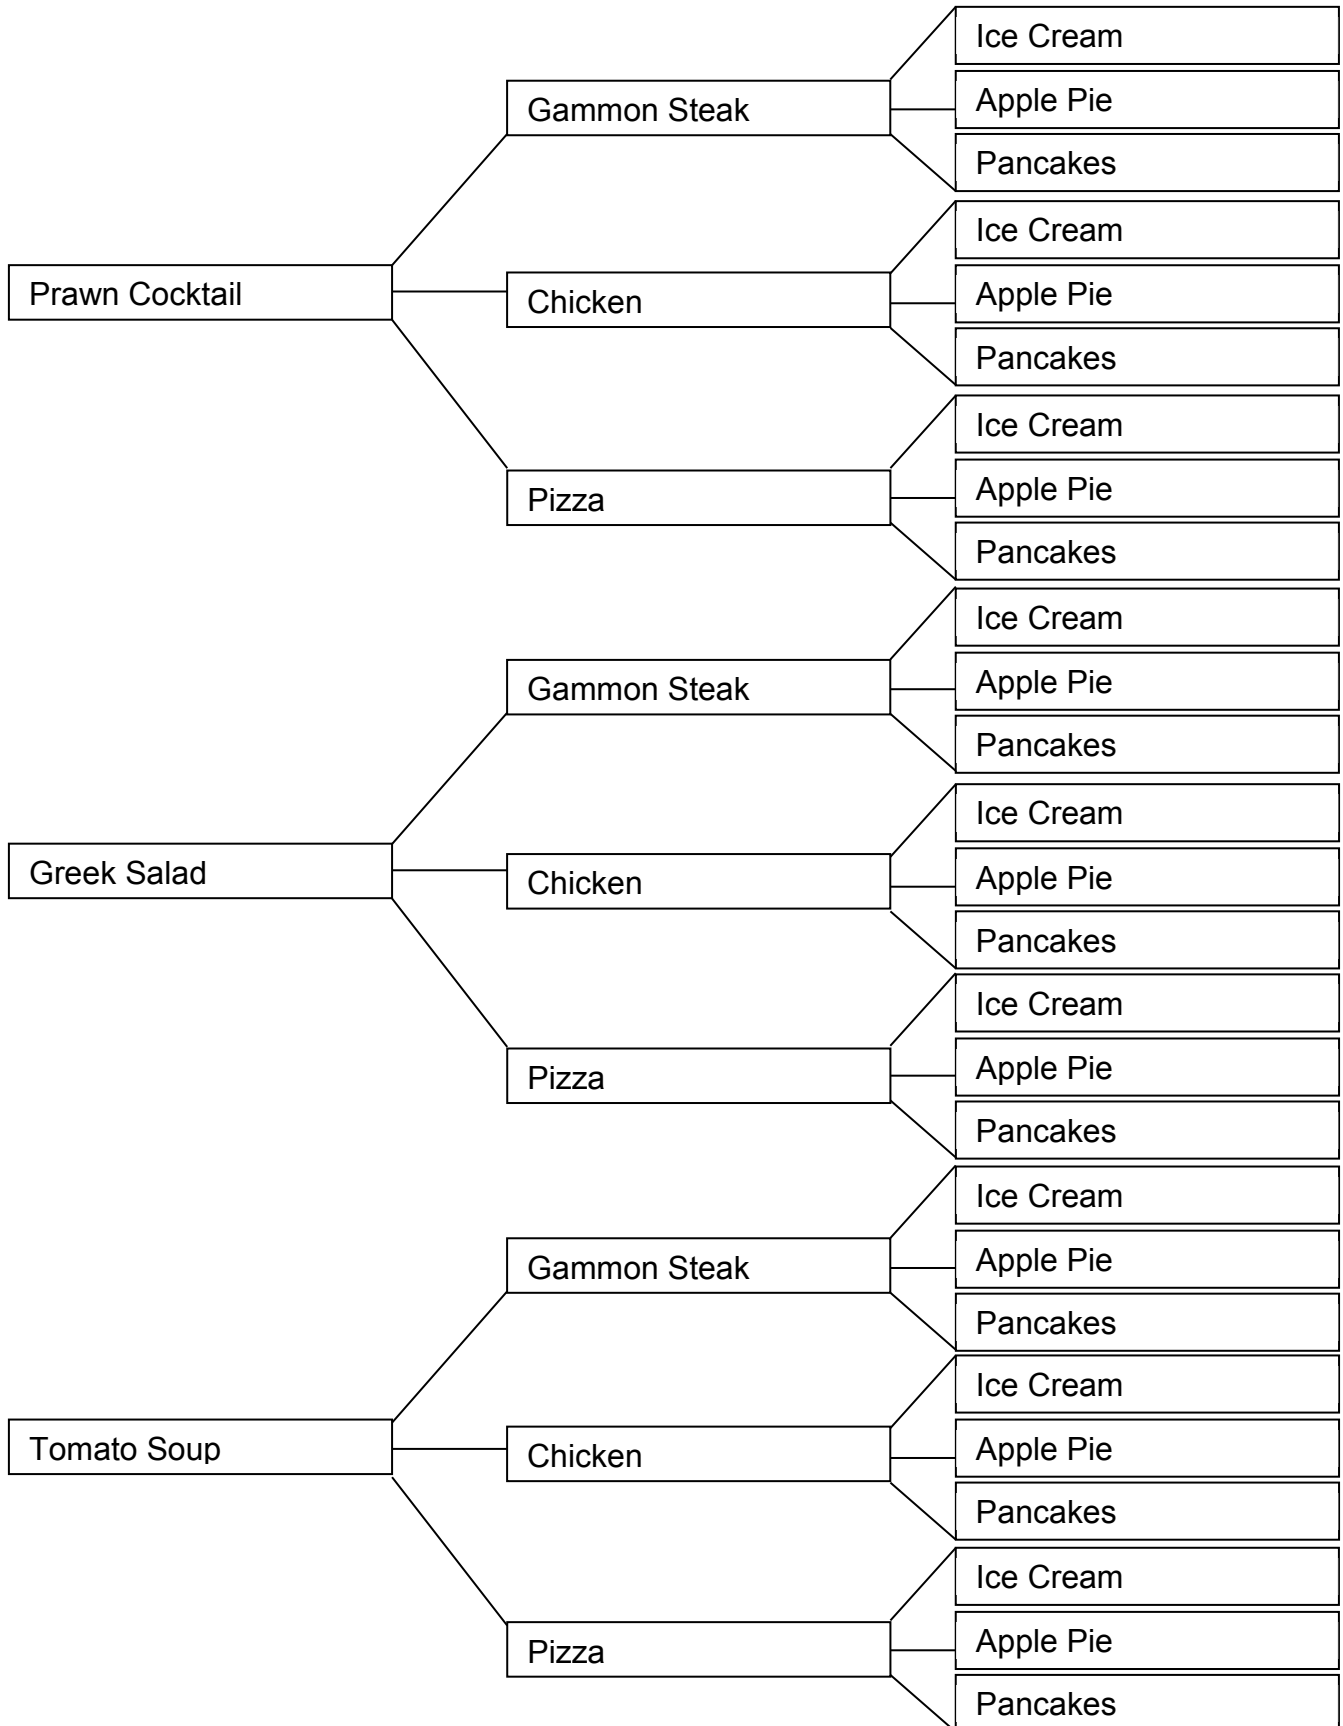 Ice Cream
Gammon Steak
Apple Pie
Pancakes
Ice Cream
Prawn Cocktail
Chicken
Apple Pie
Pancakes
Ice Cream
Pizza
Apple Pie
Pancakes
Ice Cream
Gammon Steak
Apple Pie
Pancakes
Ice Cream
Greek Salad
Chicken
Apple Pie
Pancakes
Ice Cream
Pizza
Apple Pie
Pancakes
Ice Cream
Gammon Steak
Apple Pie
Pancakes
Ice Cream
Tomato Soup
Chicken
Apple Pie
Pancakes
Ice Cream
Pizza
Apple Pie
Pancakes